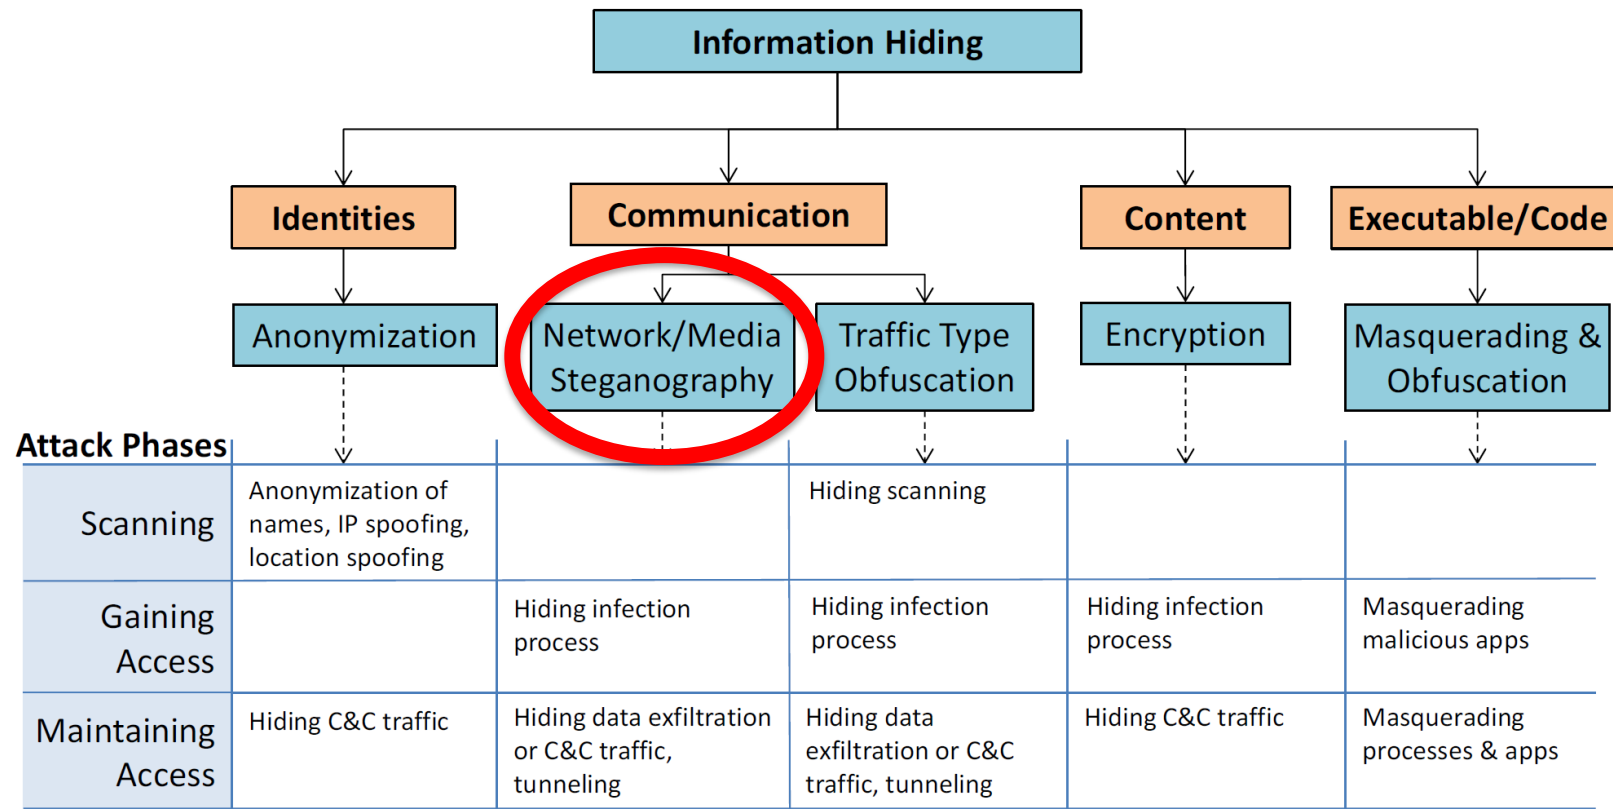 Information Hiding
Identities
Communication
Content
Executable/Code
Anonymization
Network/Media
Steganography
Traffic Type
Obfuscation
Encryption
Masquerading &
Obfuscation
Attack Phases
Scanning
Anonymization of
names, IP spoofing,
location spoofing
Hiding scanning
Gaining
Access
Hiding infection
process
Hiding infection
process
Hiding infection
process
Masquerading
malicious apps
Maintaining
Access
Hiding C&C traffic
Hiding data exfiltration
or C&C traffic,
tunneling
Hiding data
exfiltration or C&C
traffic, tunneling
Hiding C&C traffic
Masquerading
processes & apps